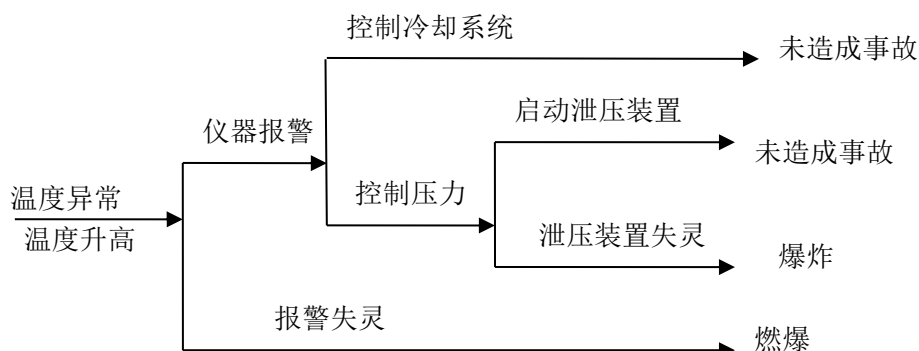 控制冷却系统
未造成事故
启动泄压装置
仪器报警
未造成事故
控制压力
温度异常
温度升高
泄压装置失灵
爆炸
报警失灵
燃爆